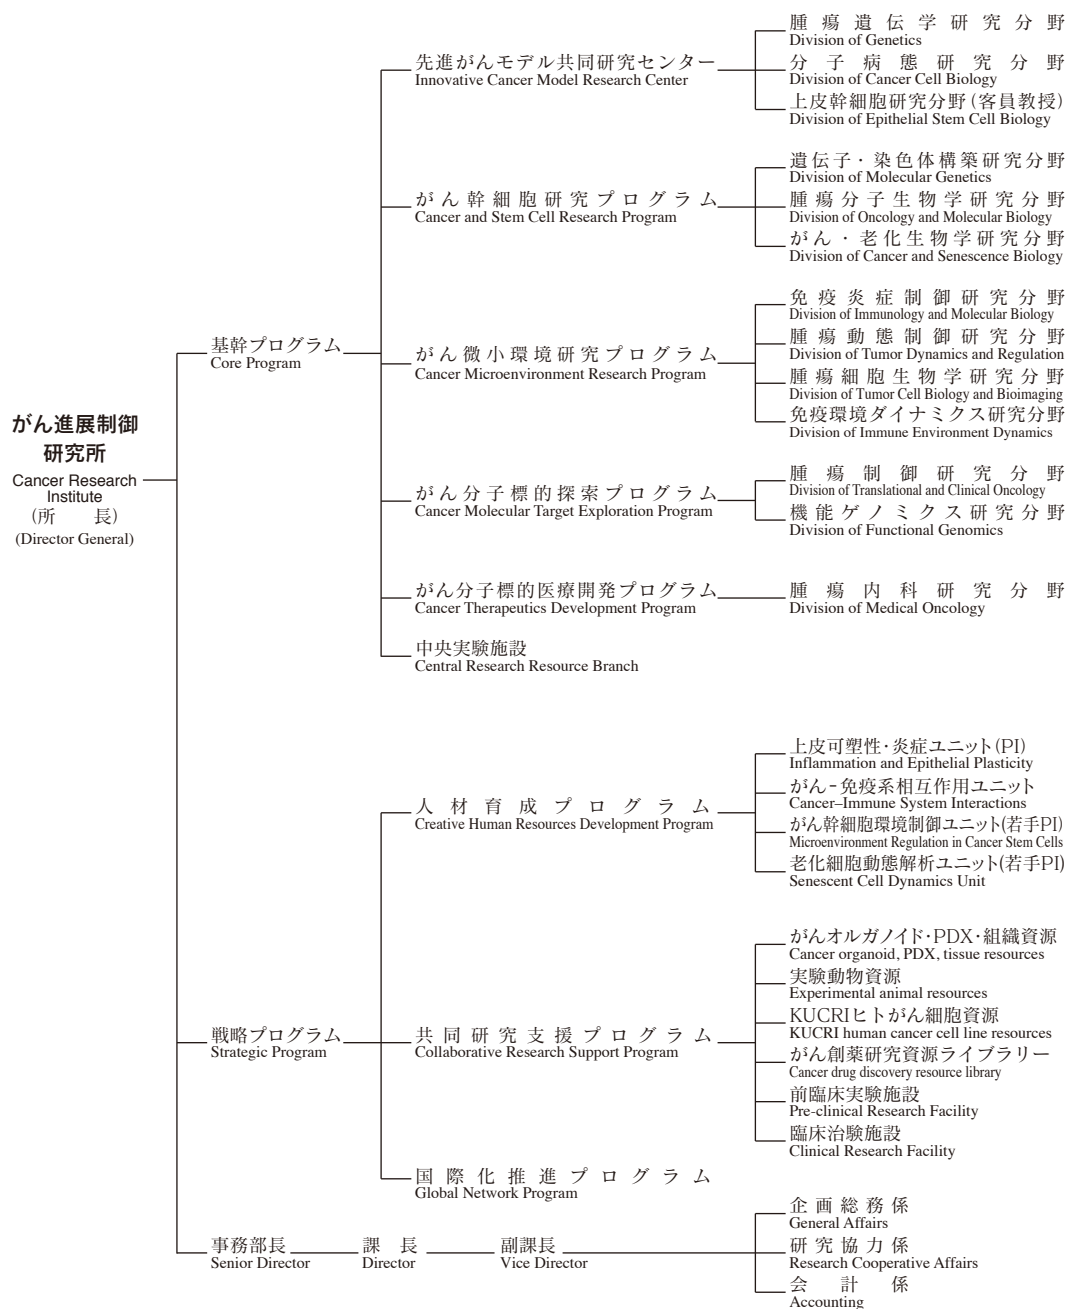 がん進展制御
研究所
Cancer Research
Institute
(所 長)
(Director General)
基幹プログラム
Core Program
先進がんモデル共同研究センター
Innovative Cancer Model Research Center
腫瘍遺伝学研究分野
Division of Genetics
分子病態研究分野
Division of Cancer Cell Biology
上皮幹細胞研究分野(客員教授)
Division of Epithelial Stem Cell Biology
がん幹細胞研究プログラム
Cancer and Stem Cell Research Program
遺伝子・染色体構築研究分野
Division of Molecular Genetics
腫瘍分子生物学研究分野
Division of Oncology and Molecular Biology
がん・老化生物学研究分野
Division of Cancer and Senescence Biology
がん微小環境研究プログラム
Cancer Microenvironment Research Program
免疫炎症制御研究分野
Division of Immunology and Molecular Biology
腫瘍動態制御研究分野
Division of Tumor Dynamics and Regulation
腫瘍細胞生物学研究分野
Division of Tumor Cell Biology and Bioimaging
免疫環境ダイナミクス研究分野
Division of Immune Environment Dynamics
がん分子標的探索プログラム
Cancer Molecular Target Exploration Program
腫瘍制御研究分野
Division of Translational and Clinical Oncology
機能ゲノミクス研究分野
Division of Functional Genomics
がん分子標的医療開発プログラム
Cancer Therapeutics Development Program
腫瘍内科研究分野
Division of Medical Oncology
中央実験施設
Central Research Resource Branch
戦略プログラム
Strategic Program
人材育成プログラム
Creative Human Resources Development Program
上皮可塑性・炎症ユニット(PI)
Inflammation and Epithelial Plasticity
がん-免疫系相互作用ユニット
Cancer–Immune System Interactions
がん幹細胞環境制御ユニット(若手PI)
Microenvironment Regulation in Cancer Stem Cells
老化細胞動態解析ユニット(若手PI)
Senescent Cell Dynamics Unit
共同研究支援プログラム
Collaborative Research Support Program
がんオルガノイド・PDX・組織資源
Cancer organoid, PDX, tissue resources
実験動物資源
Experimental animal resources
KUCRIヒトがん細胞資源
KUCRI human cancer cell line resources
がん創薬研究資源ライブラリー
Cancer drug discovery resource library
前臨床実験施設
Pre-clinical Research Facility
臨床治験施設
Clinical Research Facility
国際化推進プログラム
Global Network Program
事務部長
Senior Director
課 長
Director
副課長
Vice Director
企画総務係
General Affairs
研究協力係
Research Cooperative Affairs
会計係
Accounting